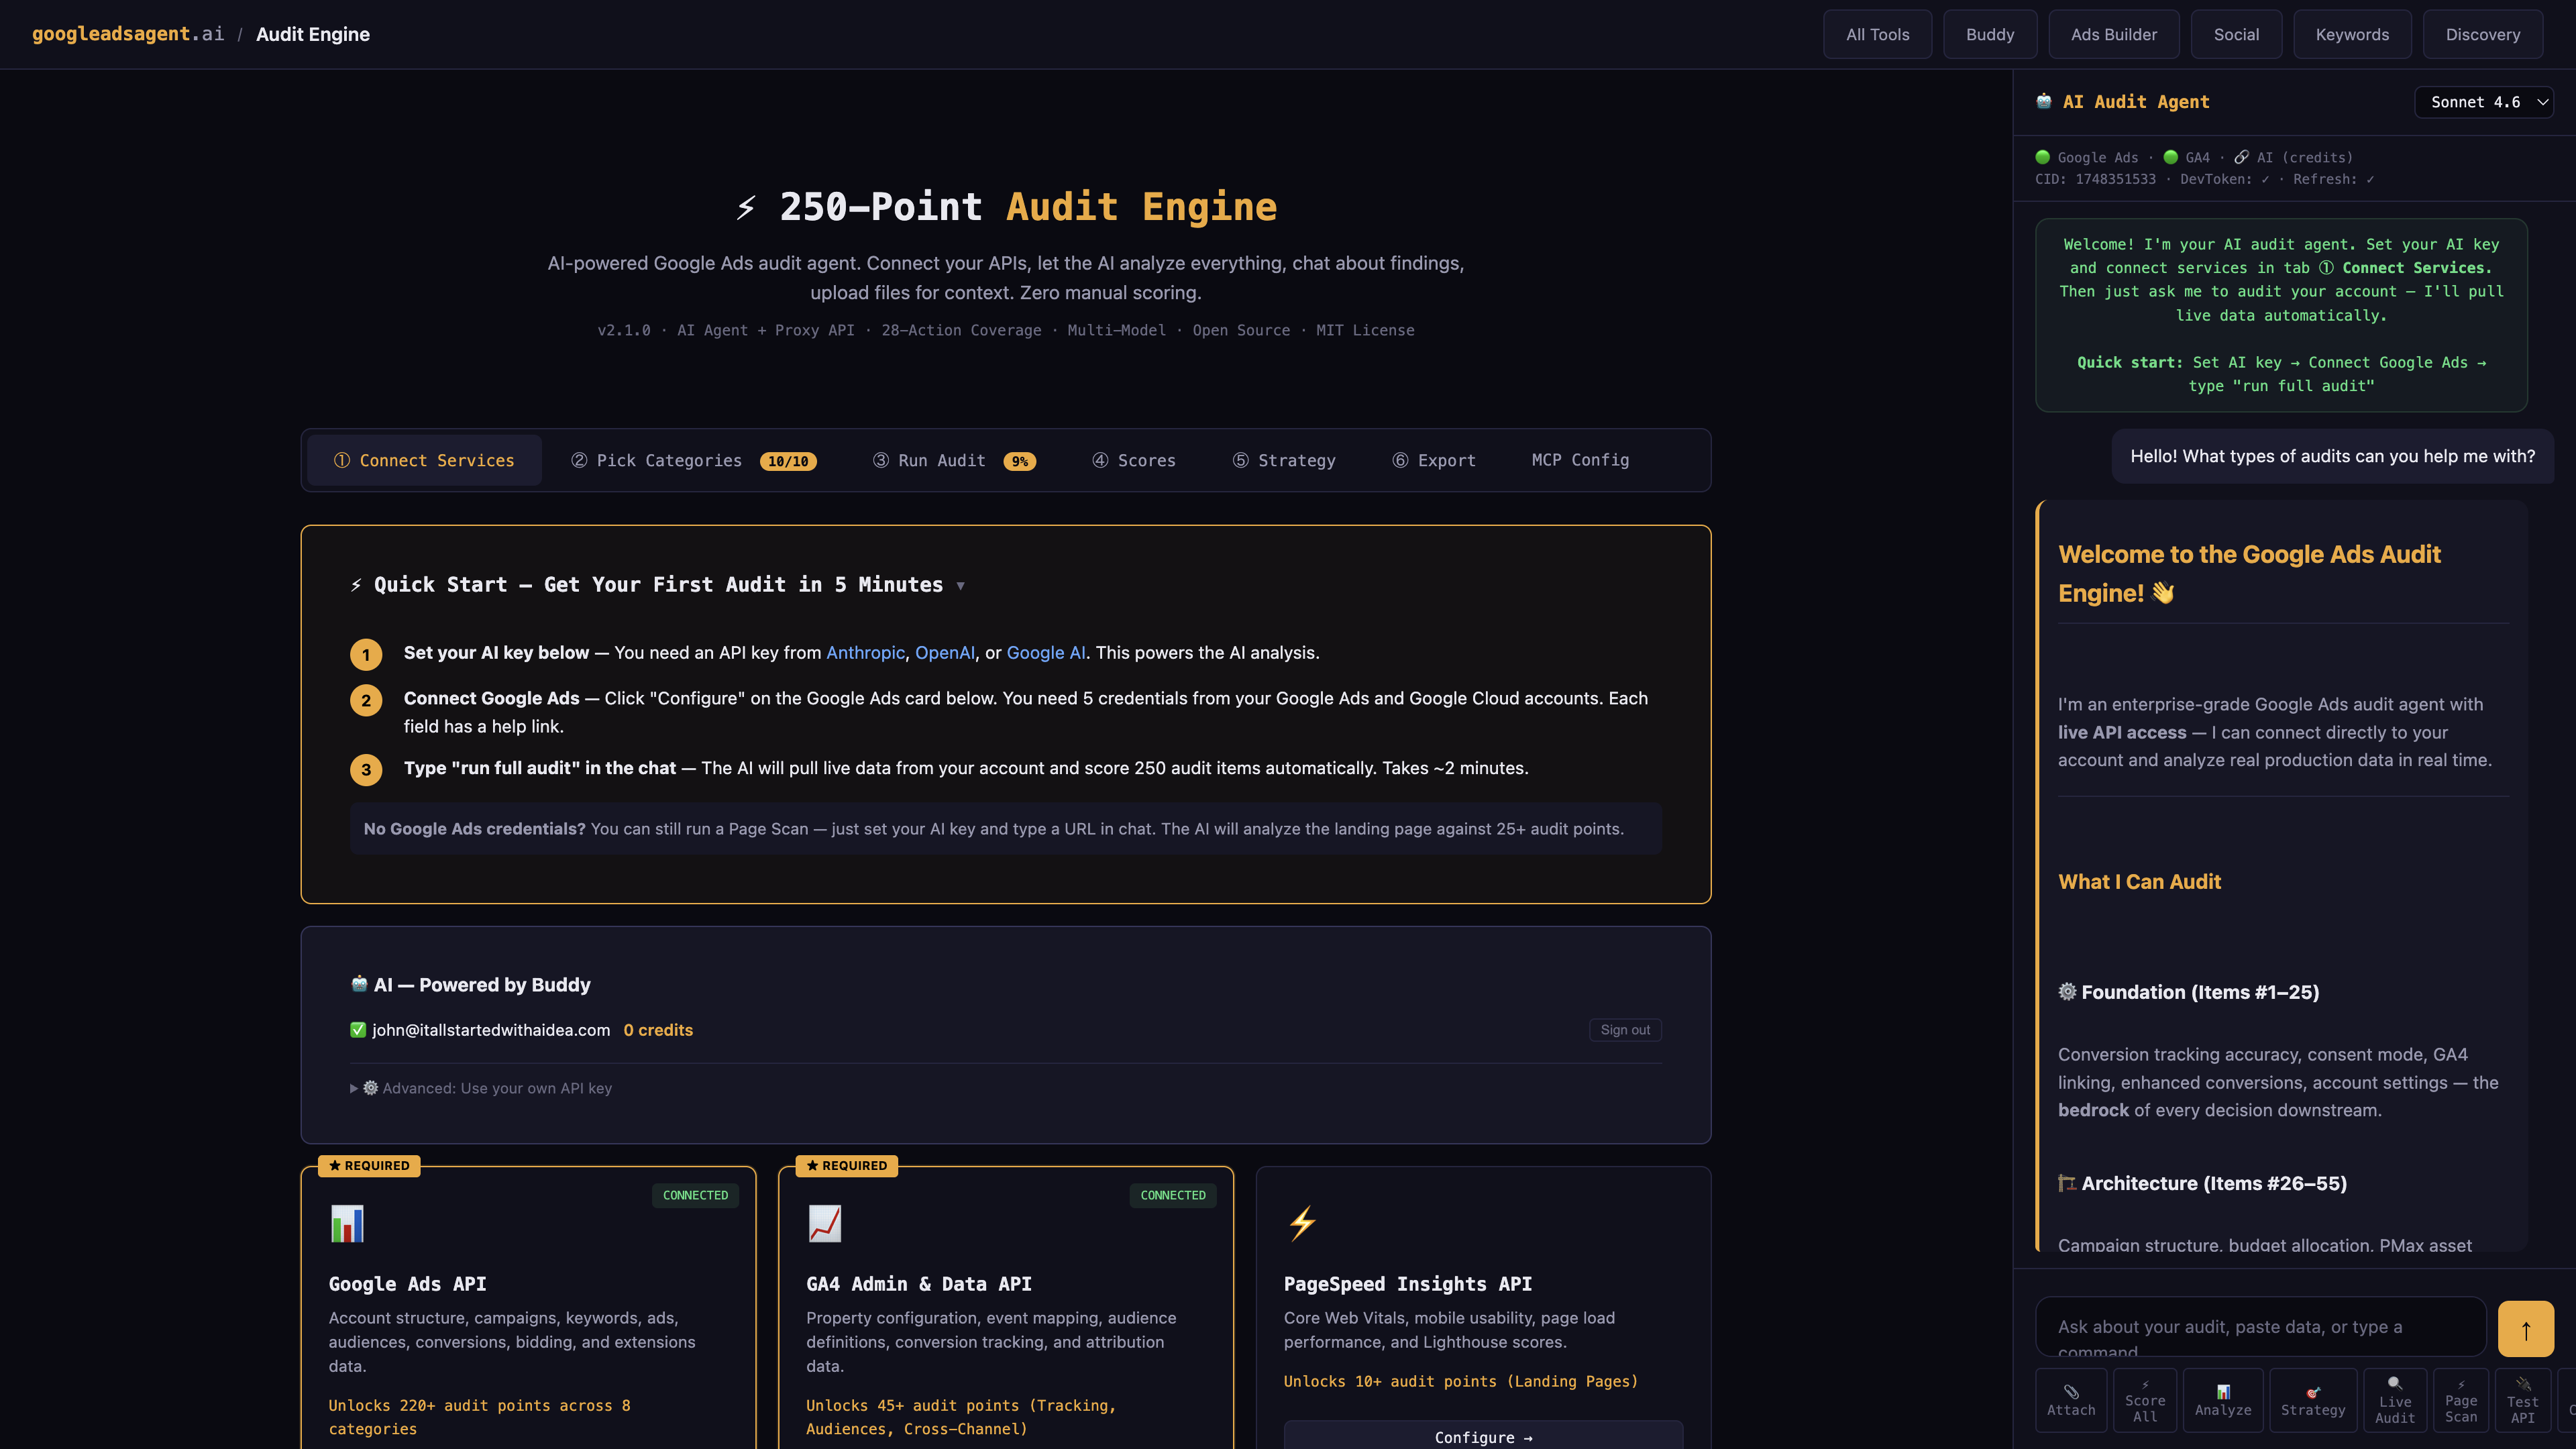 googleadsagent.ai / Audit Engine
All Tools
Buddy
Ads Builder
Social
Keywords
Discovery
⚡ 250–Point Audit Engine
AI-powered Google Ads audit agent. Connect your APIs, let the AI analyze everything, chat about findings,
upload files for context. Zero manual scoring.
v2.1.0 · AI Agent + Proxy API · 28–Action Coverage · Multi–Model · Open Source · MIT License
① Connect Services
② Pick Categories 10/10
③ Run Audit 9%
④ Scores
⑤ Strategy
⑥ Export
MCP Config
⚡ Quick Start — Get Your First Audit in 5 Minutes ▼
1 Set your AI key below — You need an API key from Anthropic, OpenAI, or Google AI. This powers the AI analysis.
2 Connect Google Ads — Click "Configure" on the Google Ads card below. You need 5 credentials from your Google Ads and Google Cloud accounts. Each
field has a help link.
3 Type "run full audit" in the chat — The AI will pull live data from your account and score 250 audit items automatically. Takes ~2 minutes.
No Google Ads credentials? You can still run a Page Scan — just set your AI key and type a URL in chat. The AI will analyze the landing page against 25+ audit points.
🤖 AI — Powered by Buddy
✅ john@itallstartedwithaidea.com 0 credits
Sign out
▶ ⚙️ Advanced: Use your own API key
★ REQUIRED
CONNECTED
Google Ads API
Account structure, campaigns, keywords, ads,
audiences, conversions, bidding, and extensions
data.
Unlocks 220+ audit points across 8
categories
★ REQUIRED
CONNECTED
GA4 Admin & Data API
Property configuration, event mapping, audience
definitions, conversion tracking, and attribution
data.
Unlocks 45+ audit points (Tracking,
Audiences, Cross–Channel)
PageSpeed Insights API
Core Web Vitals, mobile usability, page load
performance, and Lighthouse scores.
Unlocks 10+ audit points (Landing Pages)
Configure →
🤖 AI Audit Agent
Sonnet 4.6
🟢 Google Ads · 🟢 GA4 · 🔗 AI (credits)
CID: 1748351533 · DevToken: ✓ · Refresh: ✓
Welcome! I'm your AI audit agent. Set your AI key
and connect services in tab ① Connect Services.
Then just ask me to audit your account — I'll pull
live data automatically.
Quick start: Set AI key → Connect Google Ads →
type "run full audit"
Hello! What types of audits can you help me with?
Welcome to the Google Ads Audit
Engine! 👋
I'm an enterprise-grade Google Ads audit agent with
live API access — I can connect directly to your
account and analyze real production data in real time.
What I Can Audit
⚙️ Foundation (Items #1–25)
Conversion tracking accuracy, consent mode, GA4
linking, enhanced conversions, account settings — the
bedrock of every decision downstream.
🏗️ Architecture (Items #26–55)
Campaign structure, budget allocation, PMax asset
Ask about your audit, paste data, or type a
command
↑
📎 Attach
⚡ Score All
📊 Analyze
🎯 Strategy
🔍 Live Audit
⚡ Page Scan
🔌 Test API